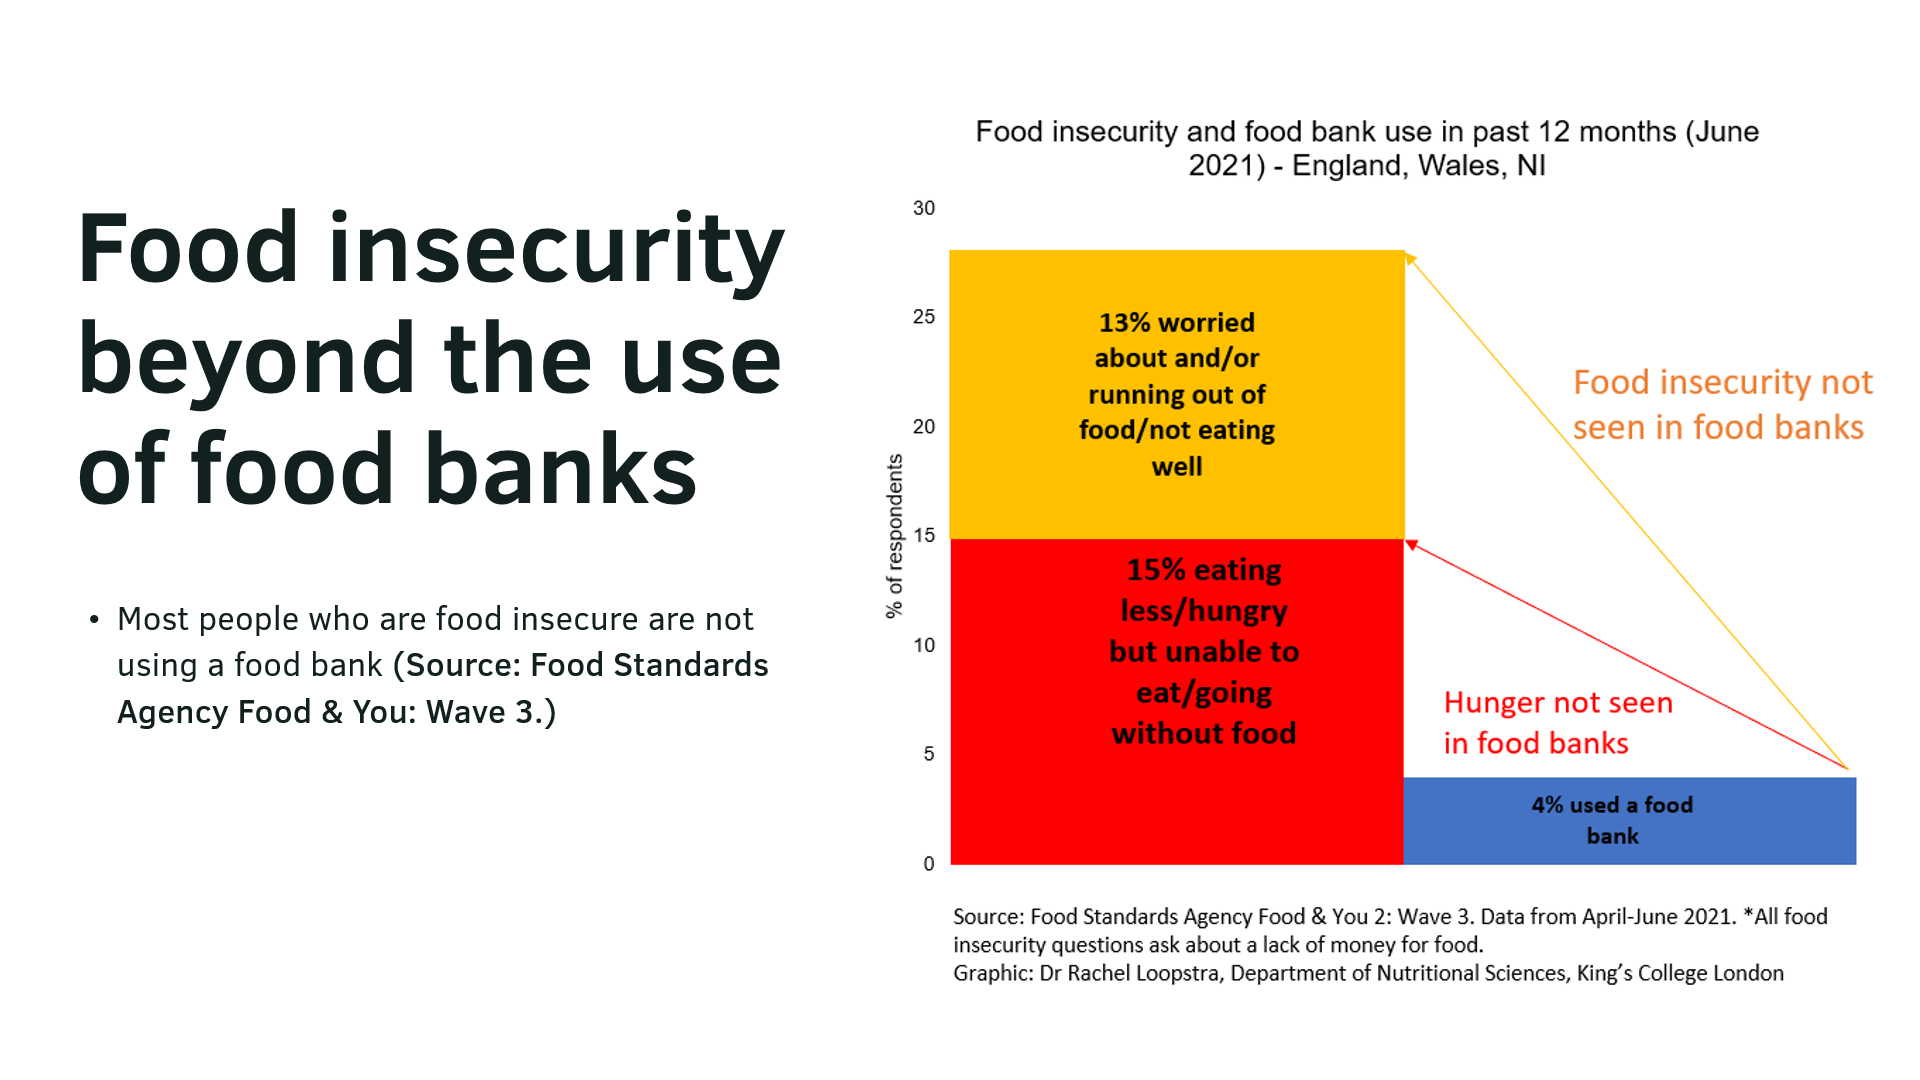 Food insecurity
beyond the use
of food banks
• Most people who are food insecure are not
using a food bank (Source: Food Standards
Agency Food & You: Wave 3.)
Food insecurity and food bank use in past 12 months (June
2021) - England, Wales, NI
% of respondents
30
25
20
15
10
5
0
13% worried
about and/or
running out of
food/not eating
well
15% eating
less/hungry
but unable to
eat/going
without food
Food insecurity not
seen in food banks
Hunger not seen
in food banks
4% used a food
bank
Source: Food Standards Agency Food & You 2: Wave 3. Data from April-June 2021. *All food
insecurity questions ask about a lack of money for food.
Graphic: Dr Rachel Loopstra, Department of Nutritional Sciences, King’s College London